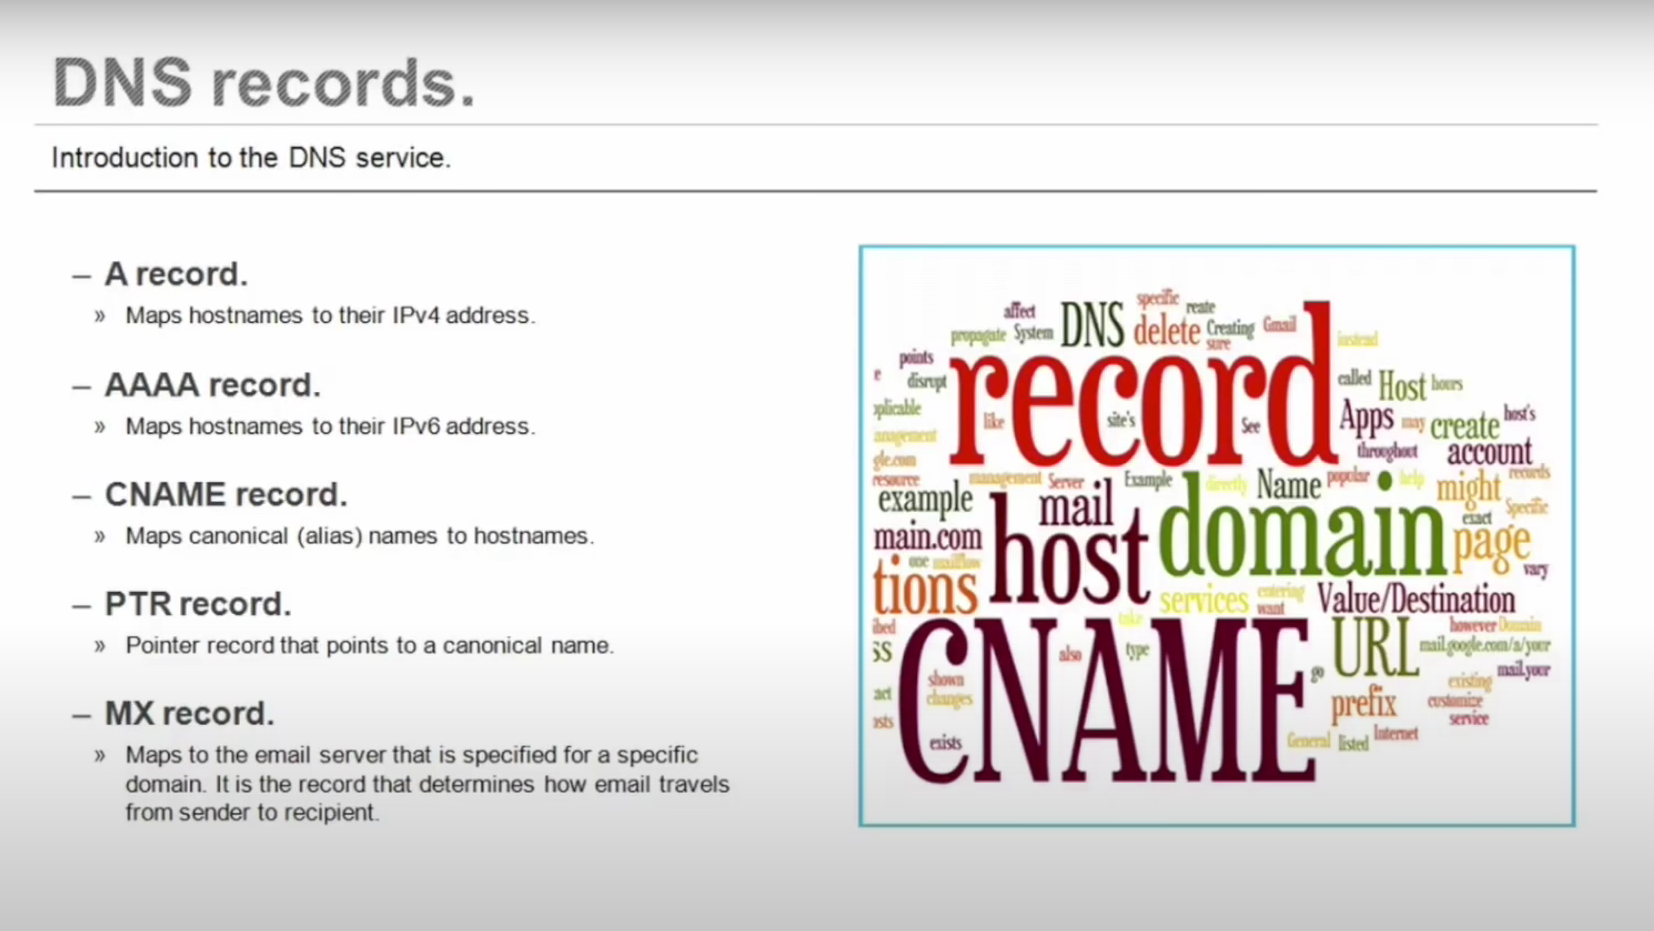 DNS records.
Introduction to the DNS service.
– A record.
» Maps hostnames to their IPv4 address.
– AAAA record.
» Maps hostnames to their IPv6 address.
– CNAME record.
» Maps canonical (alias) names to hostnames.
– PTR record.
» Pointer record that points to a canonical name.
– MX record.
» Maps to the email server that is specified for a specific
domain. It is the record that determines how email travels
from sender to recipient.
affect DNS specific reate
propagate System delete Creating sure Gmail instead
points record called Host hours
e disrupt Apps may create host's
plicable like site's See throughout account
anagement
gle.com
resource management Server Example directly Name popular help might records
example mail domain exact Specific
main.com host page
one mailflow vary
tions services entering want Value/Destination
ibed take however Domain
ss CNAME also type go URL mail.google.com/a/your
shown existing mail.your
act changes prefix customize
osts service
exists General listed Internet